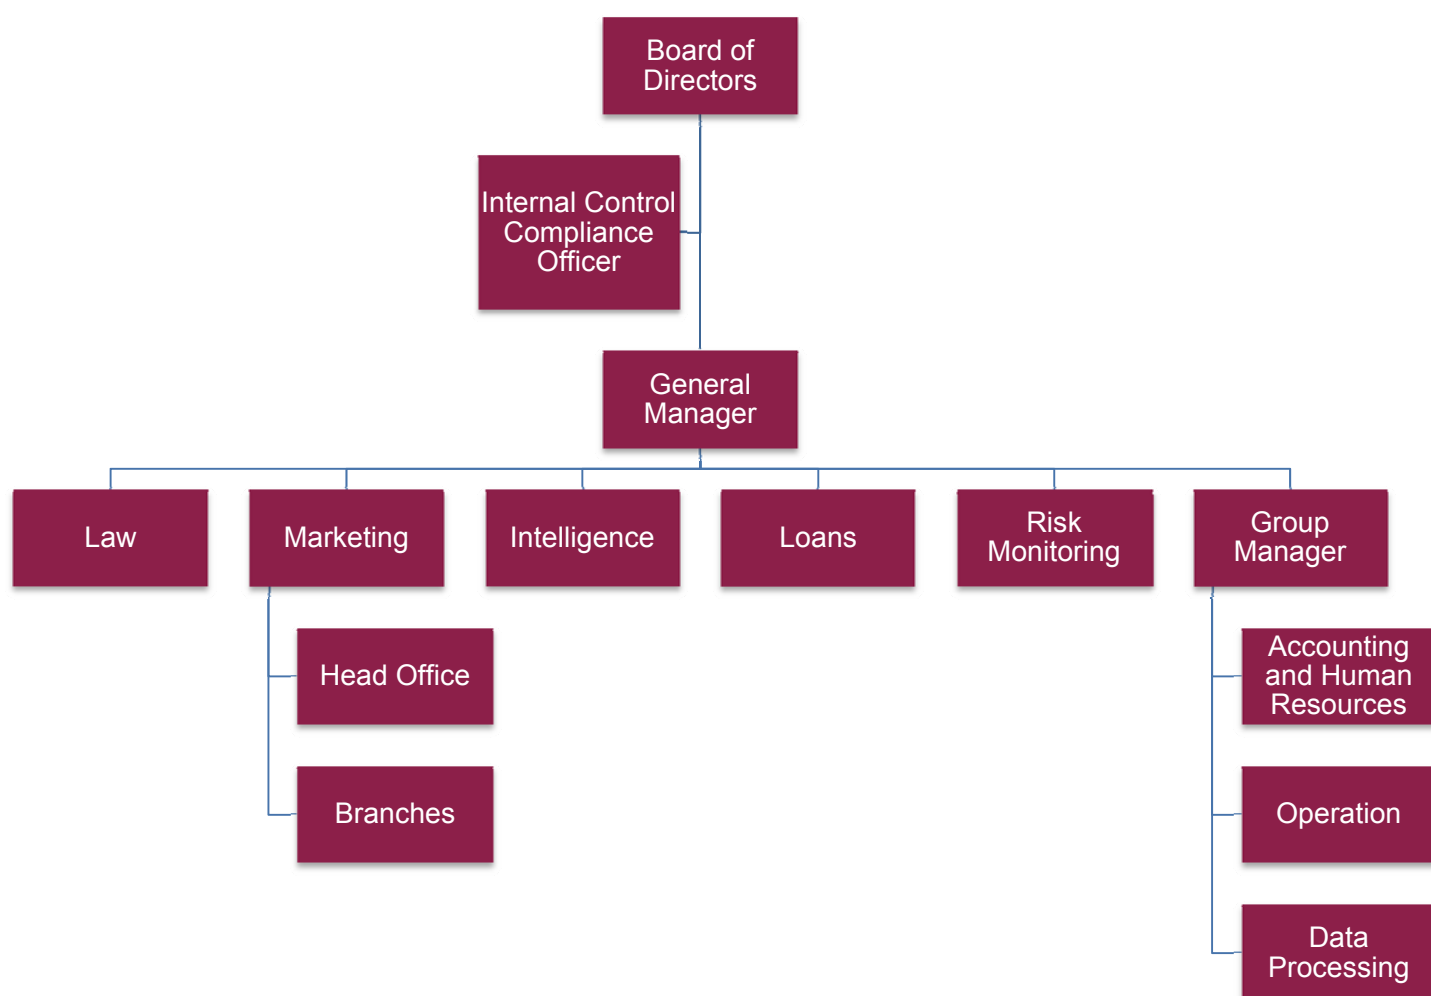 Board of
Directors
Internal Control
Compliance
Officer
General
Manager
Law
Marketing
Intelligence
Loans
Risk
Monitoring
Group
Manager
Head Office
Branches
Accounting
and Human
Resources
Operation
Data
Processing